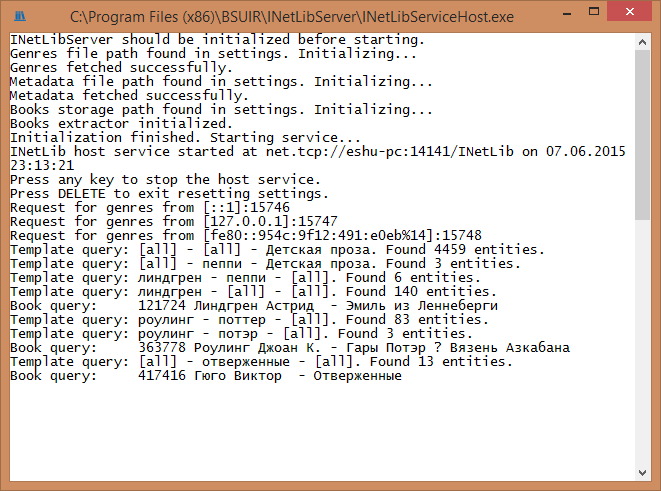 C:\Program Files (x86)\BSUIR\INetLibServer\INetLibServiceHost.exe
INetLibServer should be initialized before starting.
Genres file path found in settings. Initializing...
Genres fetched successfully.
Metadata file path found in settings. Initializing...
Metadata fetched successfully.
Books storage path found in settings. Initializing...
Books extractor initialized.
Initialization finished. Starting service...
INetLib host service started at net.tcp://eshu-pc:14141/INetLib on 07.06.2015
23:13:21
Press any key to stop the host service.
Press DELETE to exit resetting settings.
Request for genres from [::1]:15746
Request for genres from [127.0.0.1]:15747
Request for genres from [fe80::954c:9f12:491:e0eb%14]:15748
Template query: [all] - [all] - Детская проза. Found 4459 entities.
Template query: [all] - пеппи - Детская проза. Found 3 entities.
Template query: линдгрен - пеппи - [all]. Found 6 entities.
Template query: линдгрен - [all] - [all]. Found 140 entities.
Book query:     121724 Линдгрен Астрид  - Эмиль из Леннеберги
Template query: роулинг - поттер - [all]. Found 83 entities.
Template query: роулинг - потэр - [all]. Found 3 entities.
Book query:     363778 Роулинг Джоан К. - Гары Потэр ? Вязень Азкабана
Template query: [all] - отверженные - [all]. Found 13 entities.
Book query:     417416 Гюго Виктор  - Отверженные